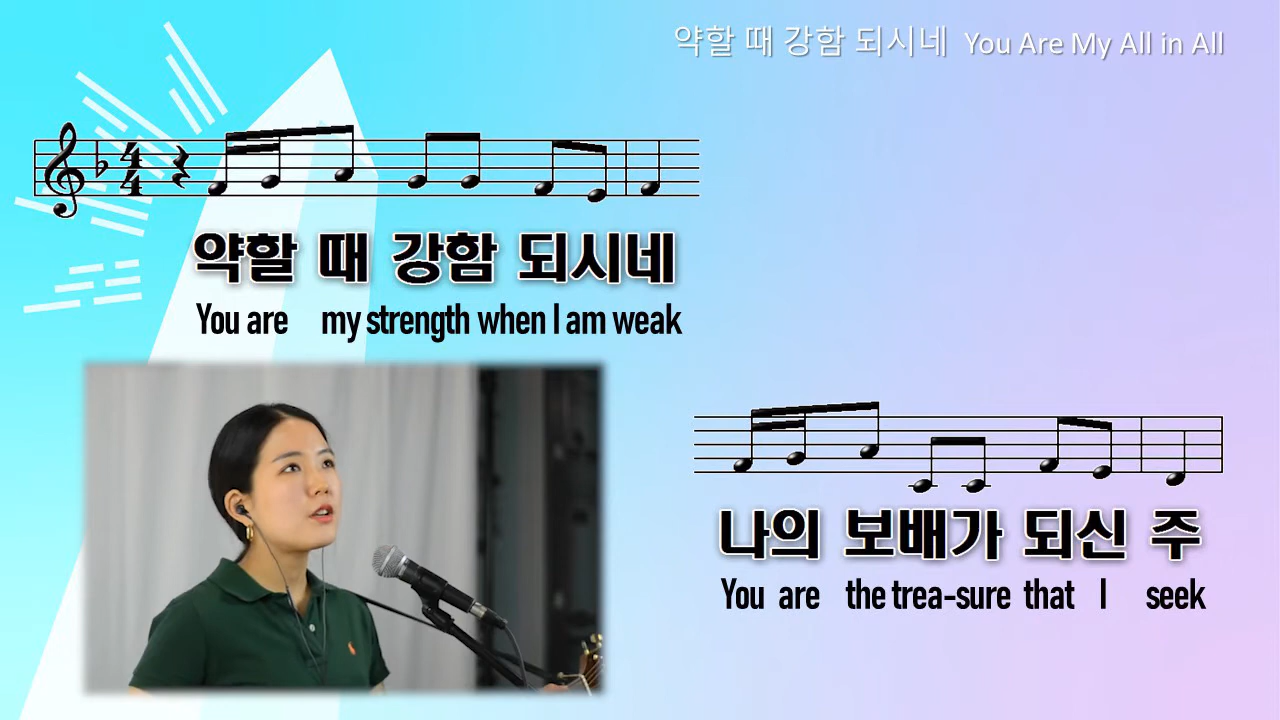 약할 때 강함 되시네 You Are My All in All
약할 때 강함 되시네
You are my strength when I am weak
나의 보배가 되신 주
You are the trea-sure that I seek